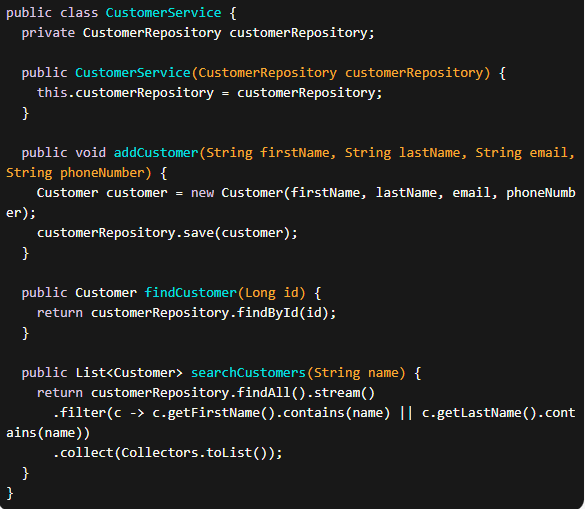 public class CustomerService {
  private CustomerRepository customerRepository;

  public CustomerService(CustomerRepository customerRepository) {
    this.customerRepository = customerRepository;
  }

  public void addCustomer(String firstName, String lastName, String email,
String phoneNumber) {
    Customer customer = new Customer(firstName, lastName, email, phoneNumb
er);
    customerRepository.save(customer);
  }

  public Customer findCustomer(Long id) {
    return customerRepository.findById(id);
  }

  public List<Customer> searchCustomers(String name) {
    return customerRepository.findAll().stream()
      .filter(c -> c.getFirstName().contains(name) || c.getLastName().cont
ains(name))
      .collect(Collectors.toList());
  }
}